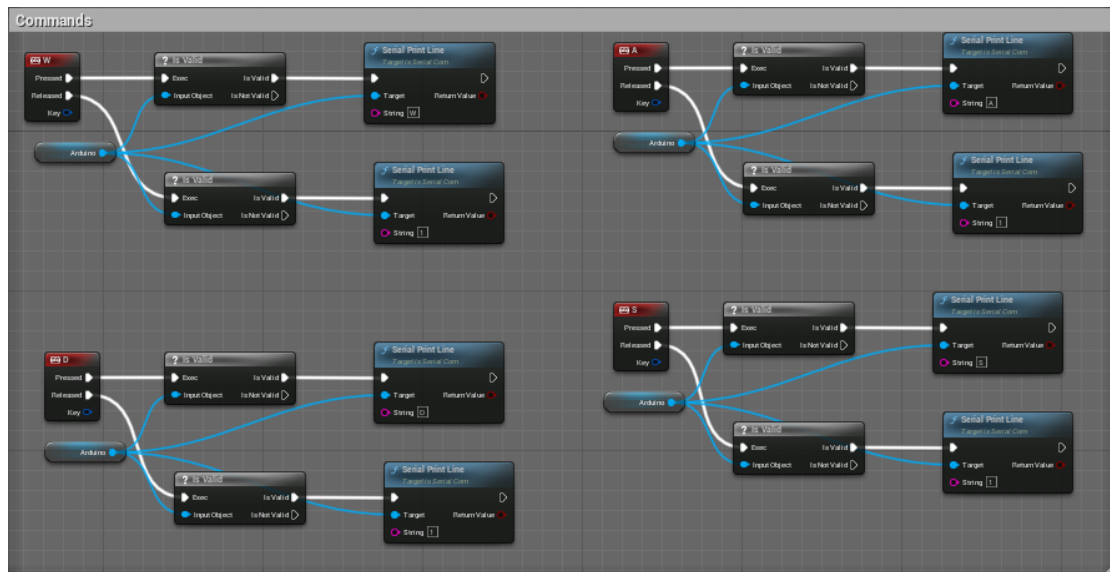 Commands
W
Pressed
Released
Key
? Is Valid
Exec Is Valid
Input Object Is Not Valid
f Serial Print Line
Target is Serial Com
Target Return Value
String W
Arduino
? Is Valid
Exec Is Valid
Input Object Is Not Valid
f Serial Print Line
Target is Serial Com
Target Return Value
String 1
A
Pressed
Released
Key
? Is Valid
Exec Is Valid
Input Object Is Not Valid
f Serial Print Line
Target is Serial Com
Target Return Value
String A
Arduino
? Is Valid
Exec Is Valid
Input Object Is Not Valid
f Serial Print Line
Target is Serial Com
Target Return Value
String 1
D
Pressed
Released
Key
? Is Valid
Exec Is Valid
Input Object Is Not Valid
f Serial Print Line
Target is Serial Com
Target Return Value
String D
Arduino
? Is Valid
Exec Is Valid
Input Object Is Not Valid
f Serial Print Line
Target is Serial Com
Target Return Value
String 1
S
Pressed
Released
Key
? Is Valid
Exec Is Valid
Input Object Is Not Valid
f Serial Print Line
Target is Serial Com
Target Return Value
String S
Arduino
? Is Valid
Exec Is Valid
Input Object Is Not Valid
f Serial Print Line
Target is Serial Com
Target Return Value
String 1